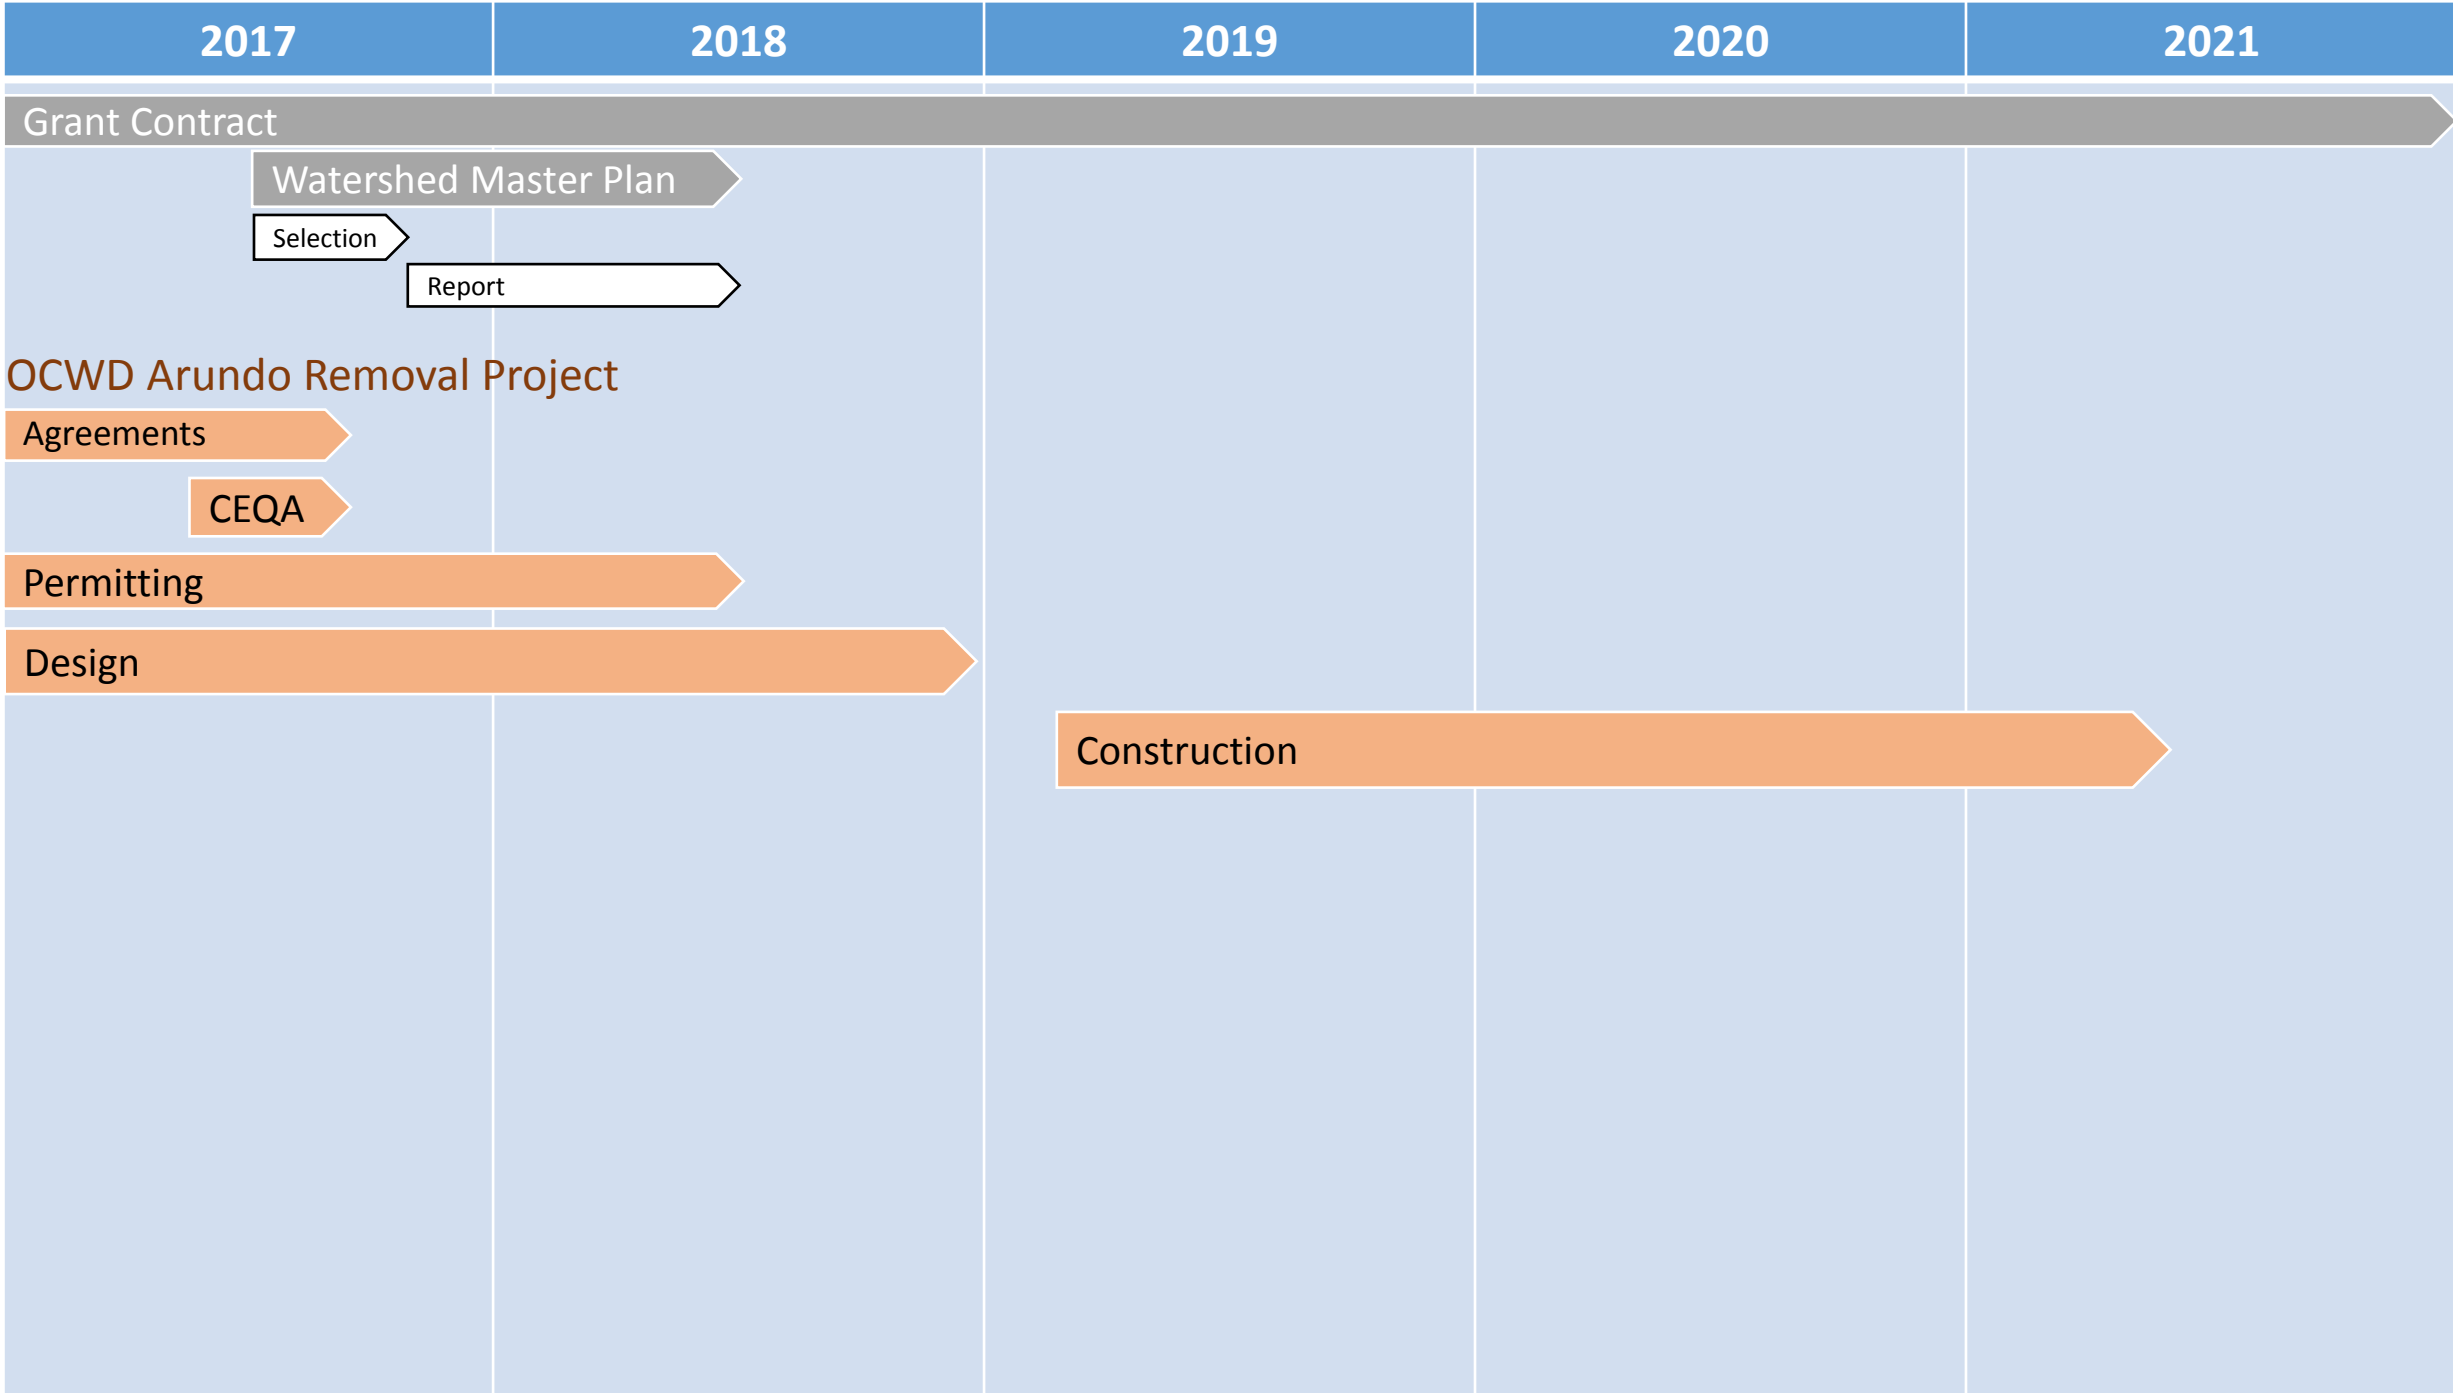 2017 2018 2019 2020 2021
Grant Contract
Watershed Master Plan
Selection
Report
OCWD Arundo Removal Project
Agreements
CEQA
Permitting
Design
Construction